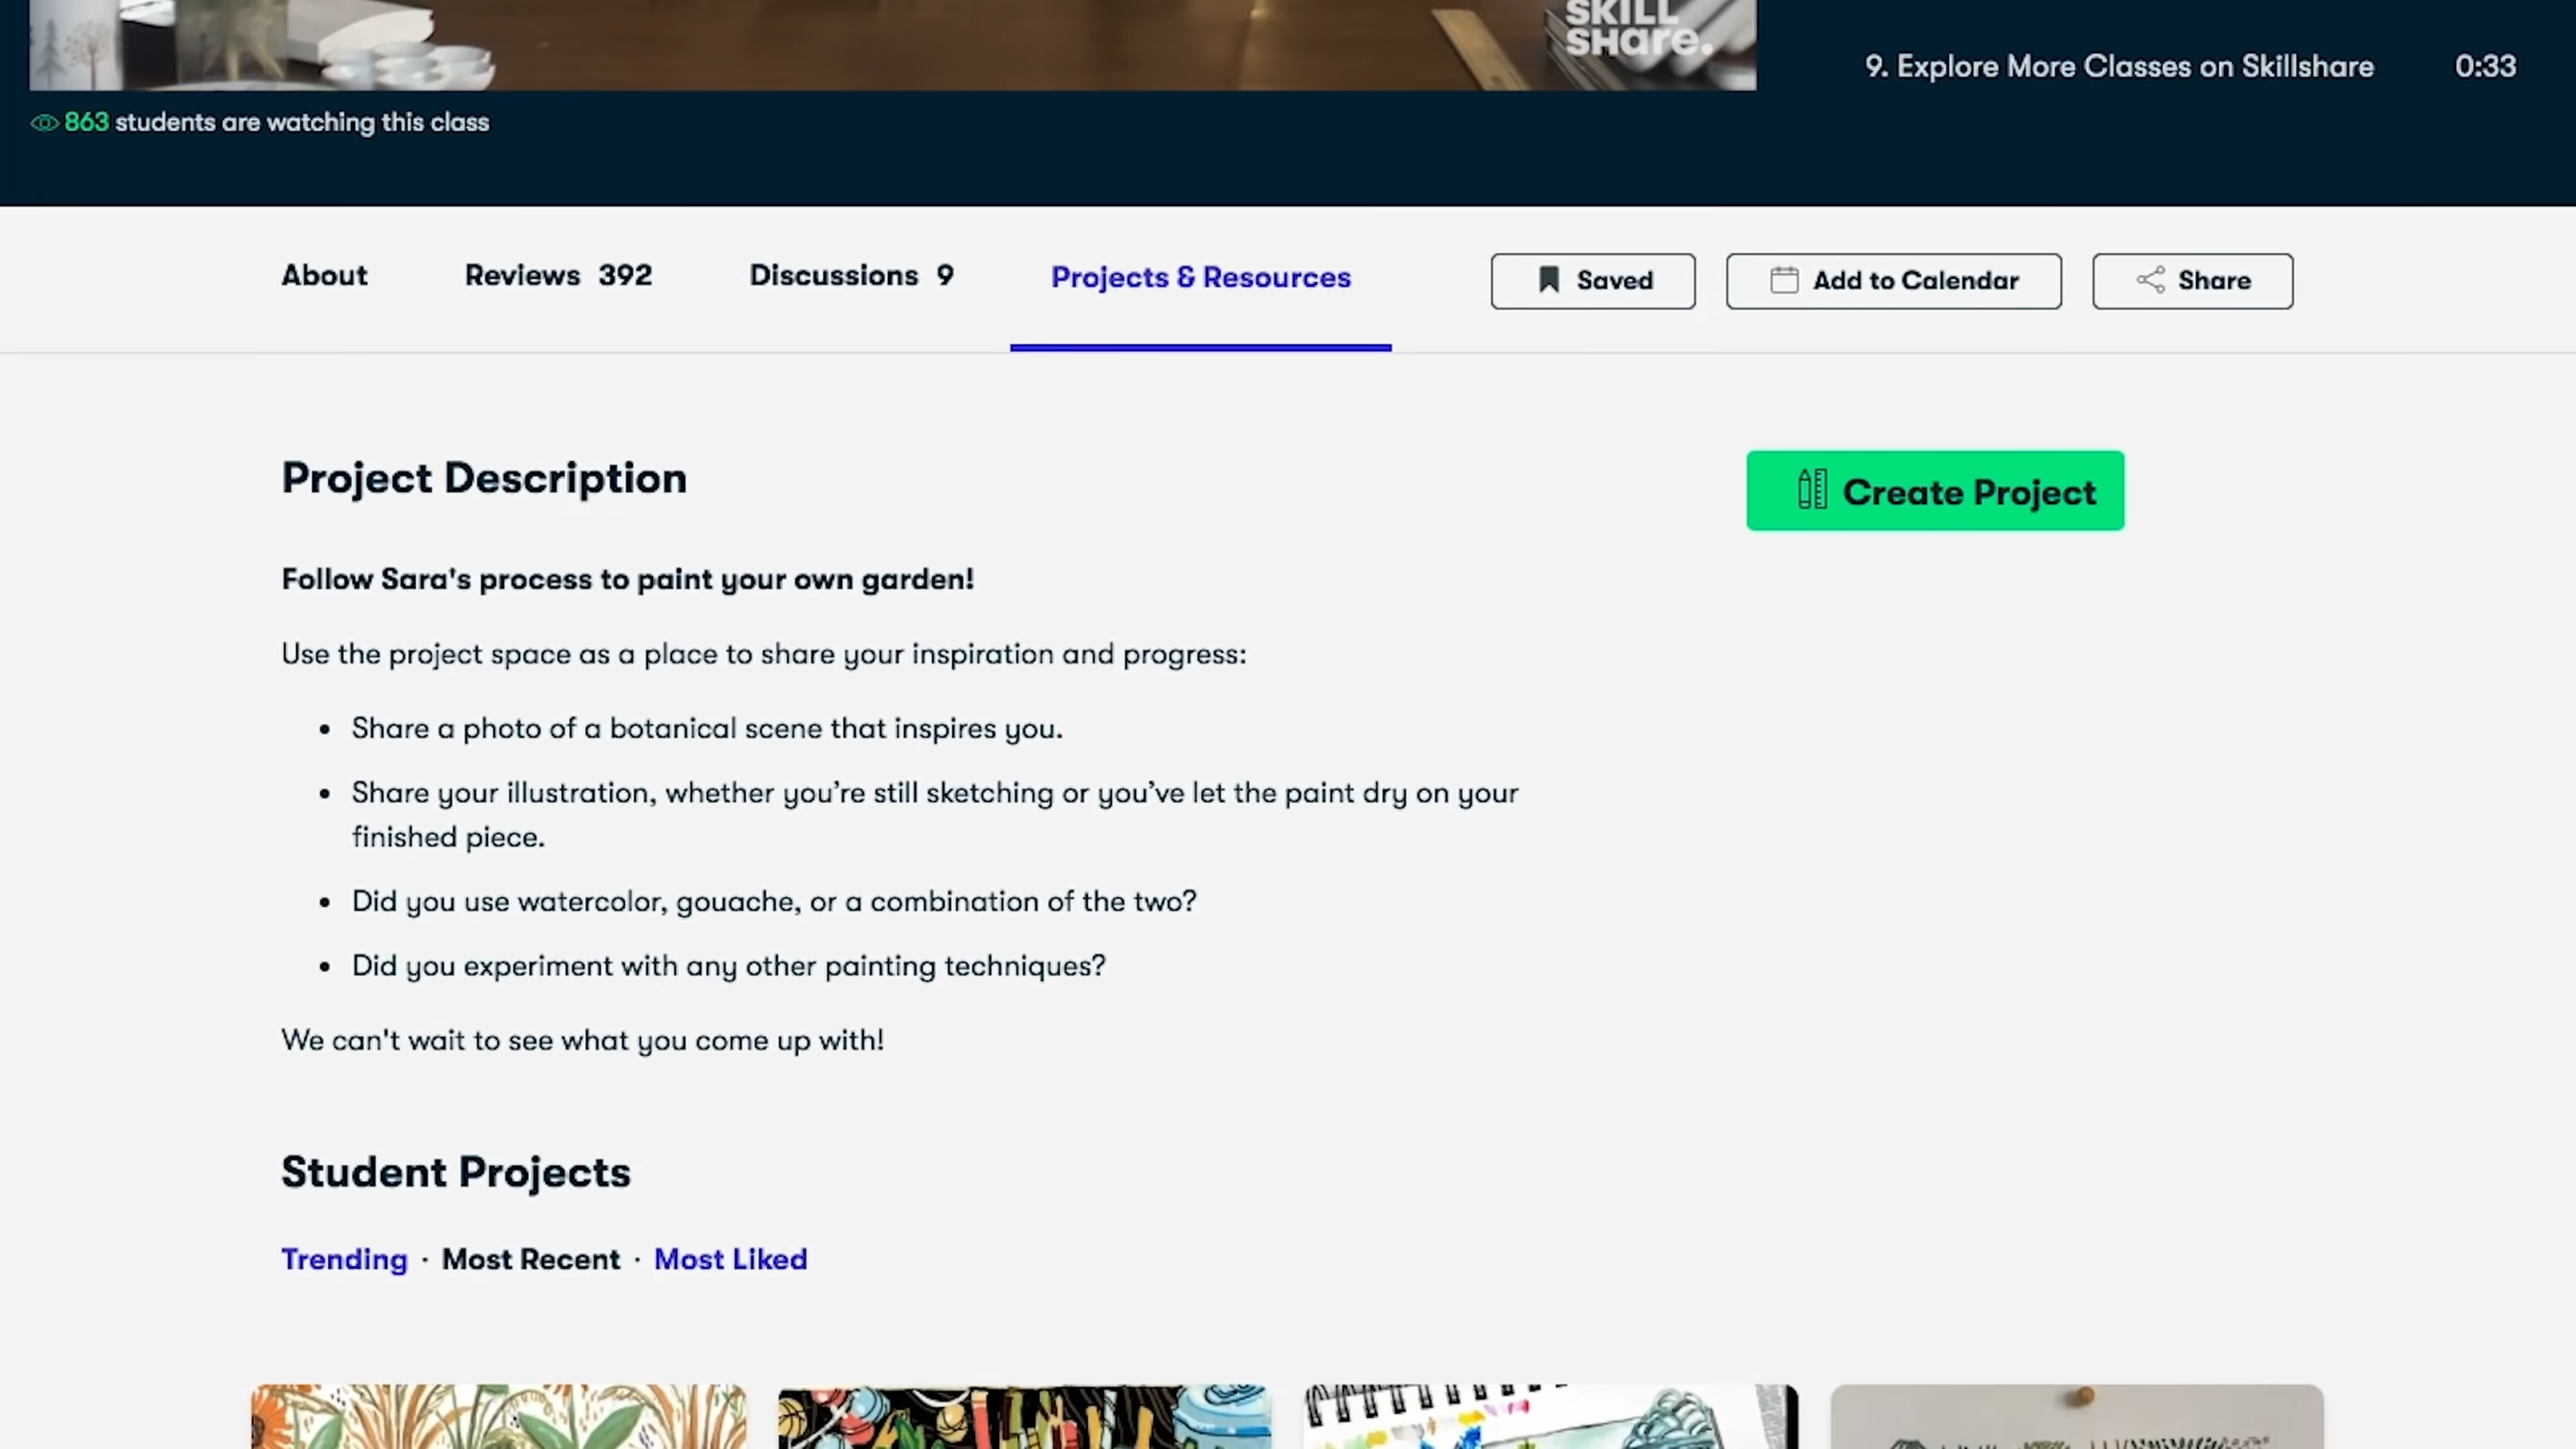 SKILL
SHare.
9. Explore More Classes on Skillshare 0:33
863 students are watching this class
About Reviews 392 Discussions 9 Projects & Resources Saved Add to Calendar Share
Project Description
Create Project
Follow Sara's process to paint your own garden!
Use the project space as a place to share your inspiration and progress:
• Share a photo of a botanical scene that inspires you.
• Share your illustration, whether you’re still sketching or you’ve let the paint dry on your
finished piece.
• Did you use watercolor, gouache, or a combination of the two?
• Did you experiment with any other painting techniques?
We can't wait to see what you come up with!
Student Projects
Trending · Most Recent · Most Liked